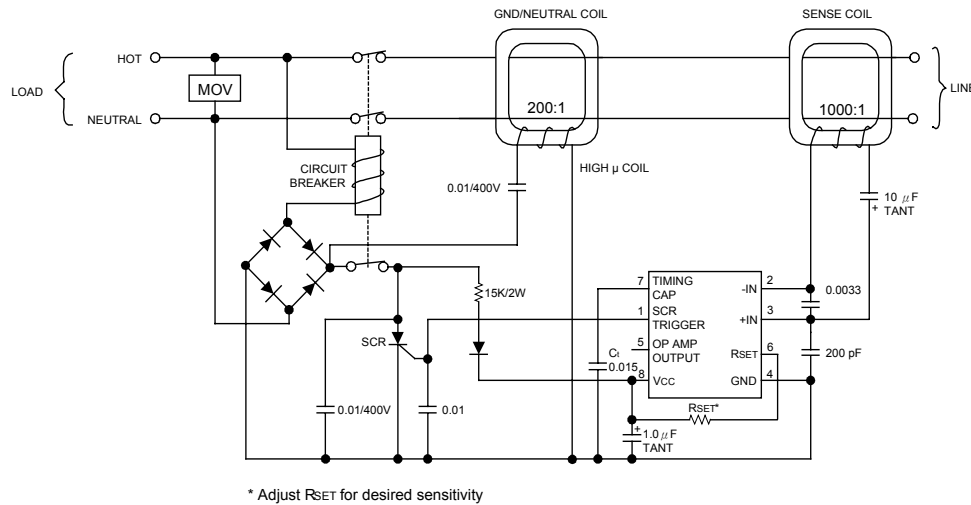 GND/NEUTRAL COIL
SENSE COIL
HOT
LOAD
MOV
LINE
NEUTRAL
200:1
1000:1
CIRCUIT
BREAKER
HIGH μ COIL
0.01/400V
10 μF
+ TANT
15K/2W
7
TIMING
CAP
-IN
2
0.0033
1
SCR
TRIGGER
+IN
3
SCR
5
OP AMP
OUTPUT
RSET
6
200 pF
Ct
0.015
8
VCC
GND
4
0.01/400V
0.01
RSET*
+
1.0μF
TANT
* Adjust RSET for desired sensitivity